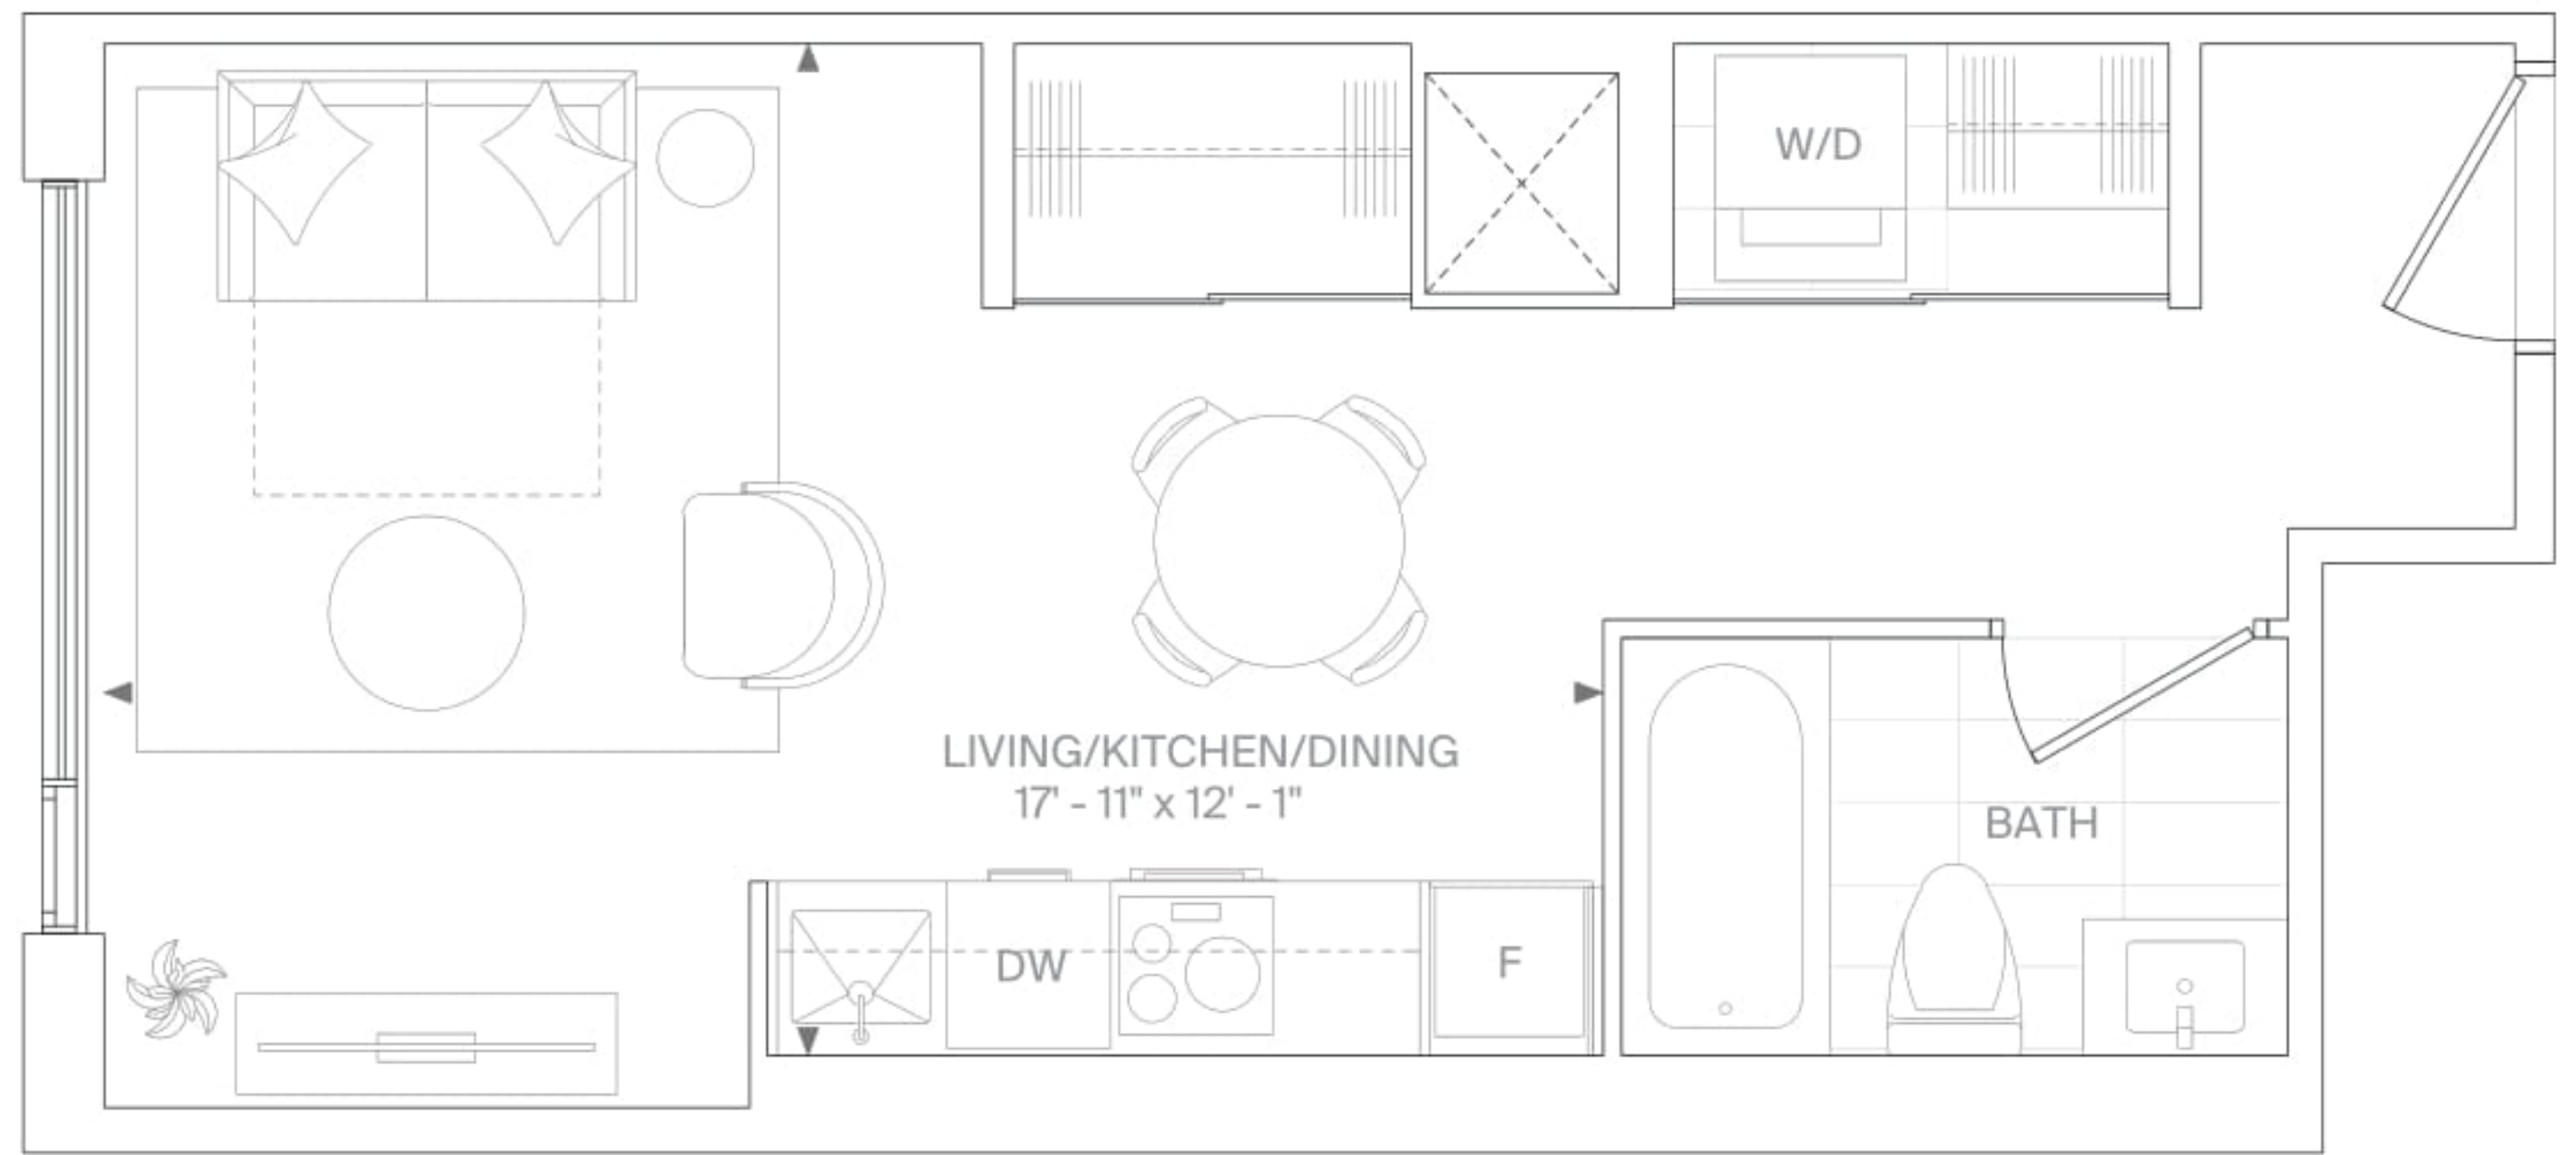 W/D
LIVING/KITCHEN/DINING
17' - 11" x 12' - 1"
BATH
DW
F